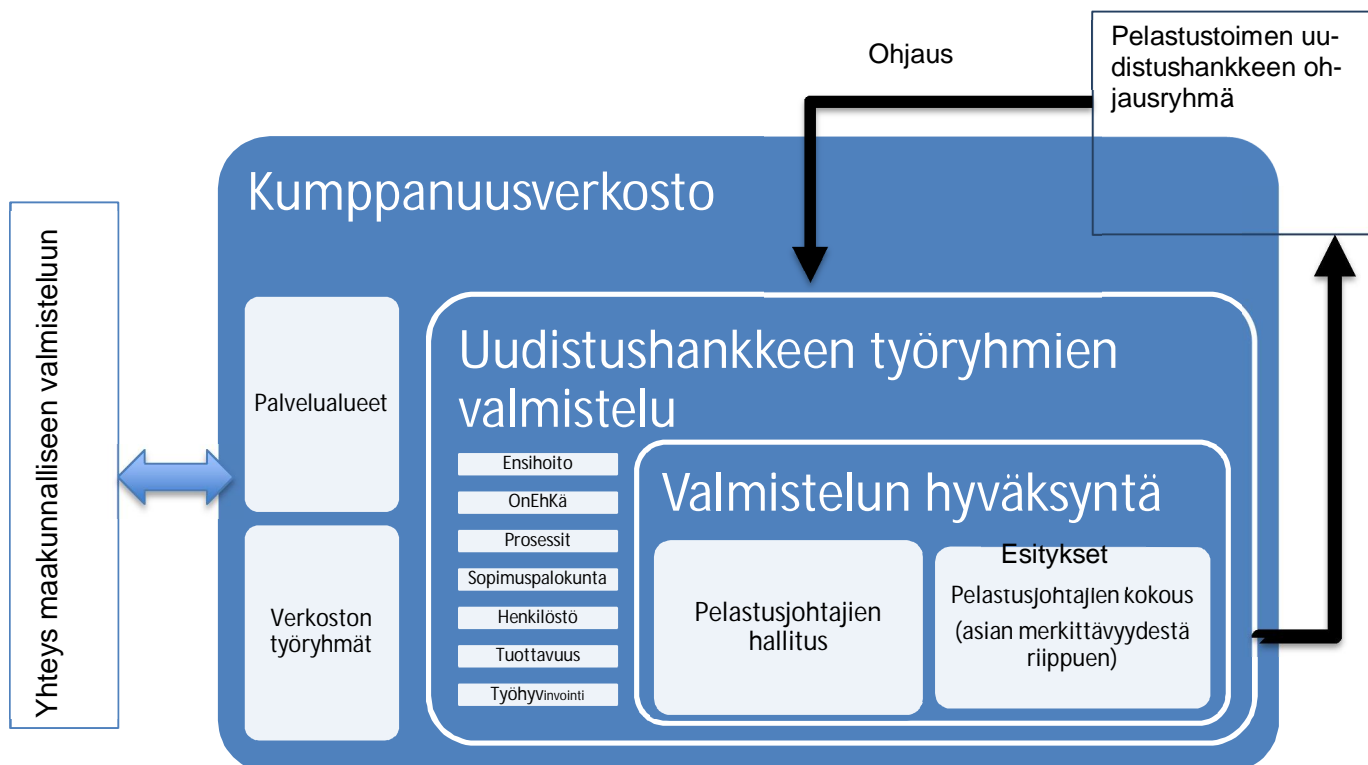 Ohjaus
Pelastustoimen uu-
distushankkeen oh-
jausryhmä
Kumppanuusverkosto
Yhteys maakunnalliseen valmisteluun
Palvelualueet
Verkoston
työryhmät
Uudistushankkeen työryhmien
valmistelu
Ensihoito
OnEhKä
Prosessit
Sopimuspalokunta
Henkilöstö
Tuottavuus
Työhyvinvointi
Valmistelun hyväksyntä
Pelastusjohtajien
hallitus
Esitykset
Pelastusjohtajien kokous
(asian merkittävyydestä
riippuen)